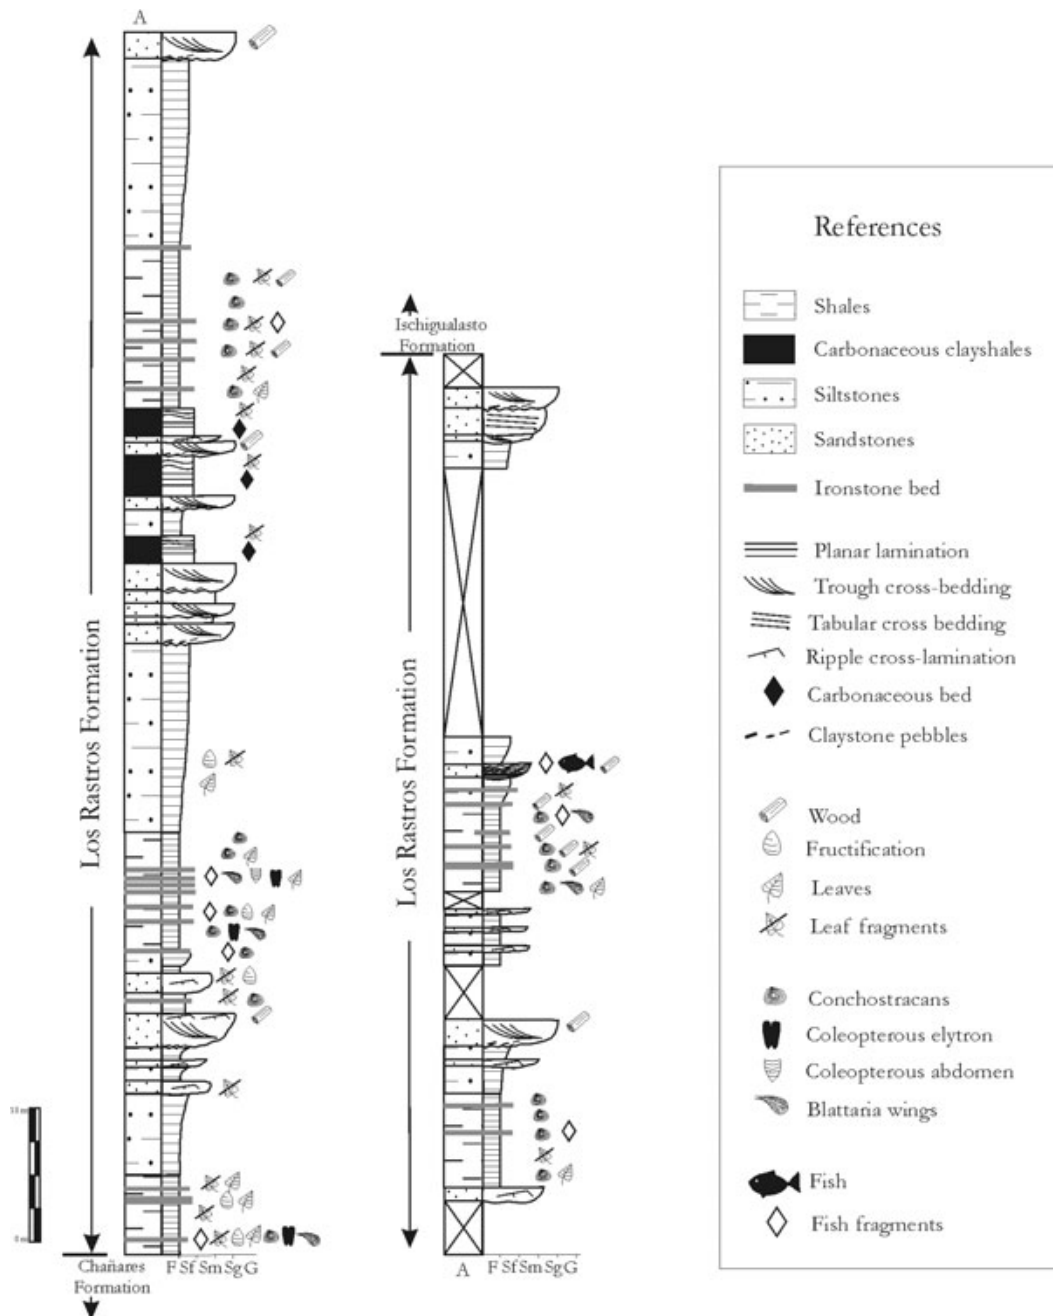 A
Los Rastros Formation
10 m
0
Chañares
Formation
F Sf Sm Sg G
Ischigualasto
Formation
Los Rastros Formation
A
F Sf Sm Sg G
References
Shales
Carbonaceous clayshales
Siltstones
Sandstones
Ironstone bed
Planar lamination
Trough cross-bedding
Tabular cross bedding
Ripple cross-lamination
Carbonaceous bed
Claystone pebbles
Wood
Fructification
Leaves
Leaf fragments
Conchostracans
Coleopterous elytron
Coleopterous abdomen
Blattaria wings
Fish
Fish fragments